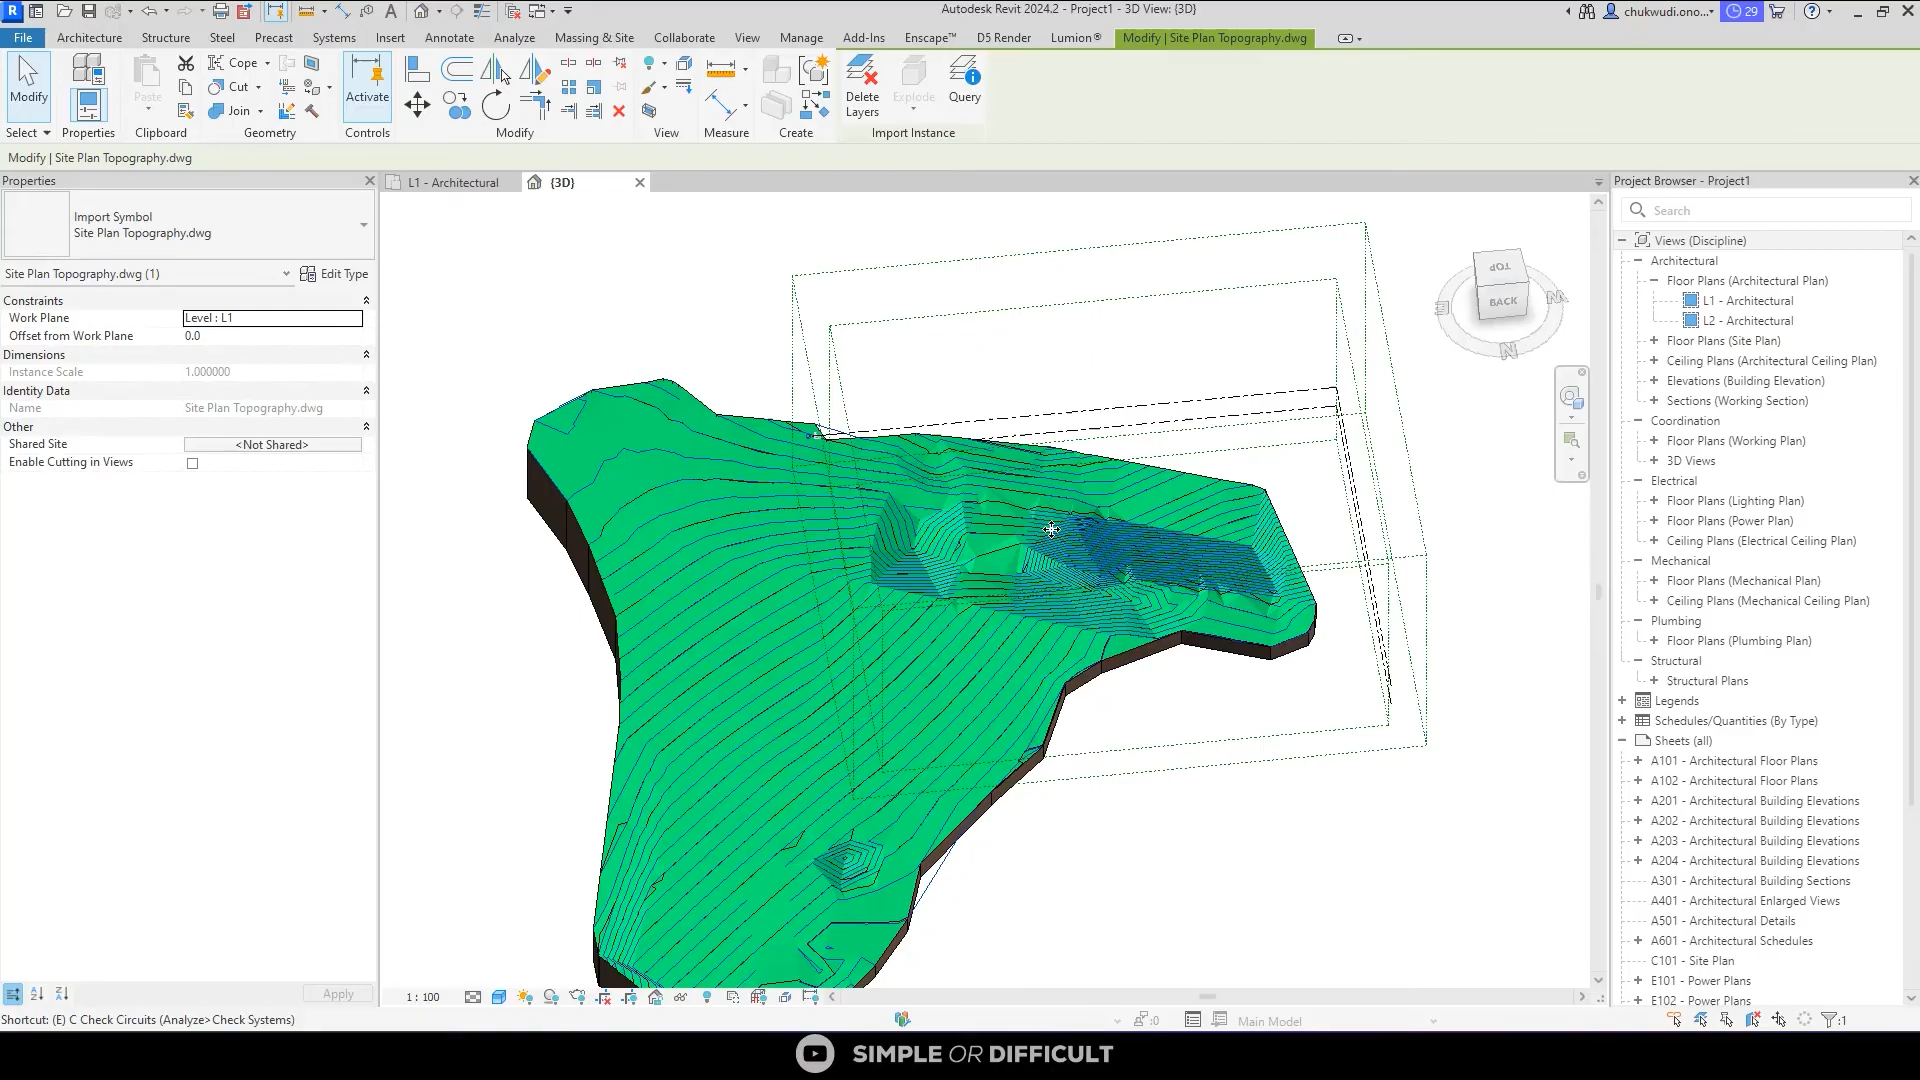 Autodesk Revit 2024.2 - Project1 - 3D View: {3D}
chukwudi.ono...
29
File
Architecture
Structure
Steel
Precast
Systems
Insert
Annotate
Analyze
Massing & Site
Collaborate
View
Manage
Add-Ins
Enscape™
D5 Render
Lumion®
Modify | Site Plan Topography.dwg
Modify
Paste
Cope
Cut
Join
Activate
Delete Layers
Explode
Query
Select
Properties
Clipboard
Geometry
Controls
Modify
View
Measure
Create
Import Instance
Modify | Site Plan Topography.dwg
Properties
Import Symbol
Site Plan Topography.dwg
Site Plan Topography.dwg (1)
Edit Type
Constraints
Work Plane
Level : L1
Offset from Work Plane
0.0
Dimensions
Instance Scale
1.000000
Identity Data
Name
Site Plan Topography.dwg
Other
Shared Site
<Not Shared>
Enable Cutting in Views
Apply
L1 - Architectural
{3D}
TOP
BACK
N
W
E
1 : 100
Project Browser - Project1
Search
Views (Discipline)
Architectural
Floor Plans (Architectural Plan)
L1 - Architectural
L2 - Architectural
Floor Plans (Site Plan)
Ceiling Plans (Architectural Ceiling Plan)
Elevations (Building Elevation)
Sections (Working Section)
Coordination
Floor Plans (Working Plan)
3D Views
Electrical
Floor Plans (Lighting Plan)
Floor Plans (Power Plan)
Ceiling Plans (Electrical Ceiling Plan)
Mechanical
Floor Plans (Mechanical Plan)
Ceiling Plans (Mechanical Ceiling Plan)
Plumbing
Floor Plans (Plumbing Plan)
Structural
Structural Plans
Legends
Schedules/Quantities (By Type)
Sheets (all)
A101 - Architectural Floor Plans
A102 - Architectural Floor Plans
A201 - Architectural Building Elevations
A202 - Architectural Building Elevations
A203 - Architectural Building Elevations
A204 - Architectural Building Elevations
A301 - Architectural Building Sections
A401 - Architectural Enlarged Views
A501 - Architectural Details
A601 - Architectural Schedules
C101 - Site Plan
E101 - Power Plans
E102 - Power Plans
Shortcut: (E) C Check Circuits (Analyze>Check Systems)
:0
Main Model
:1
SIMPLE OR DIFFICULT